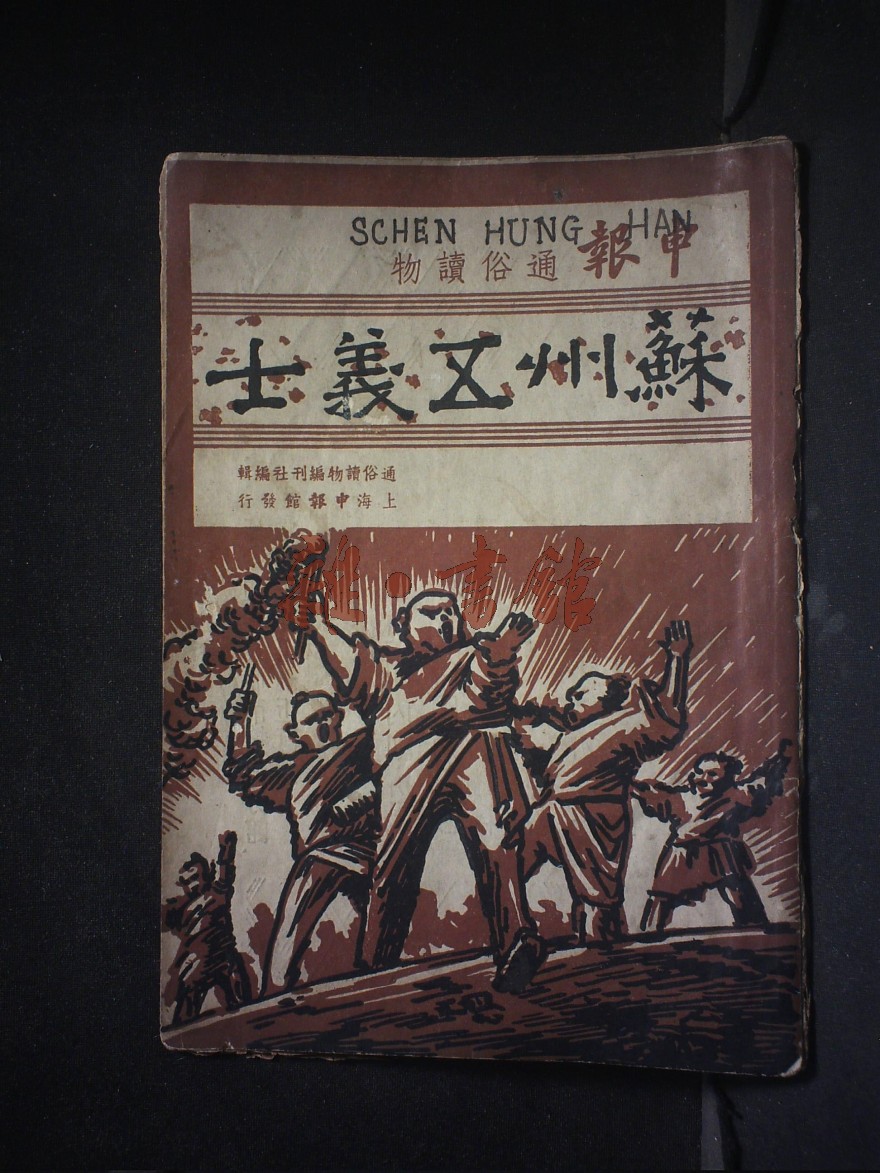 SCHEN HUNG HAN
申報通俗讀物
蘇州五義士
通俗讀物編刊社編輯
上海申報館發行
雜·書館